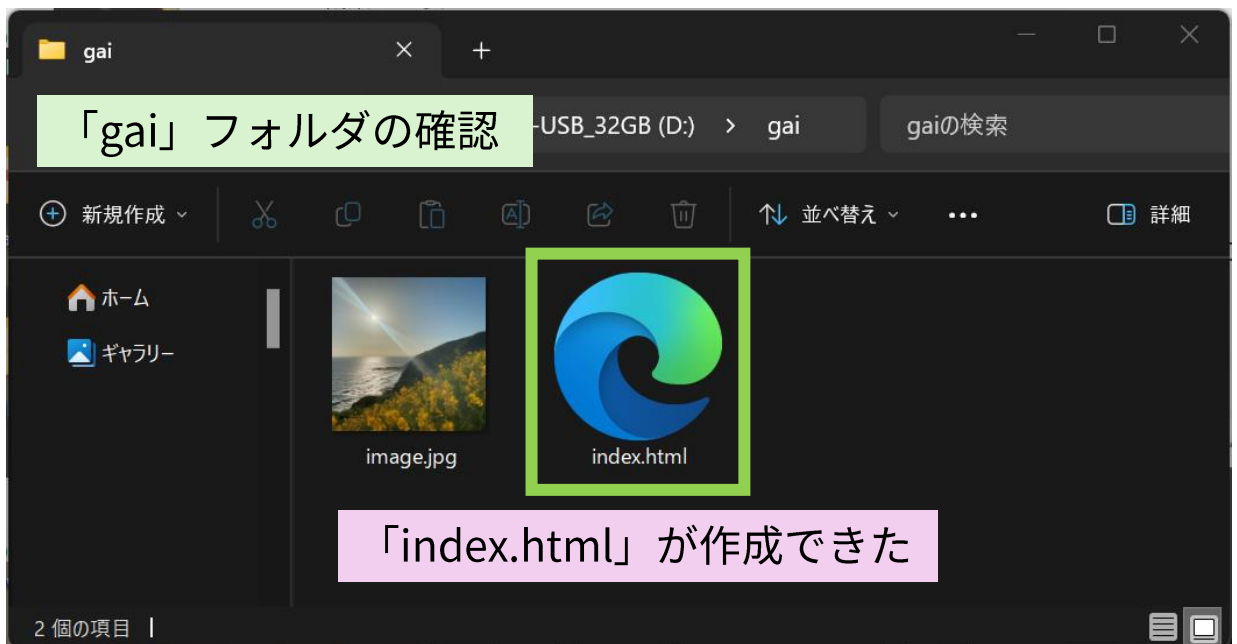 gai
「gai」フォルダの確認
-USB_32GB (D:) > gai
gaiの検索
新規作成
並べ替え
詳細
ホーム
ギャラリー
image.jpg
index.html
「index.html」が作成できた
2 個の項目